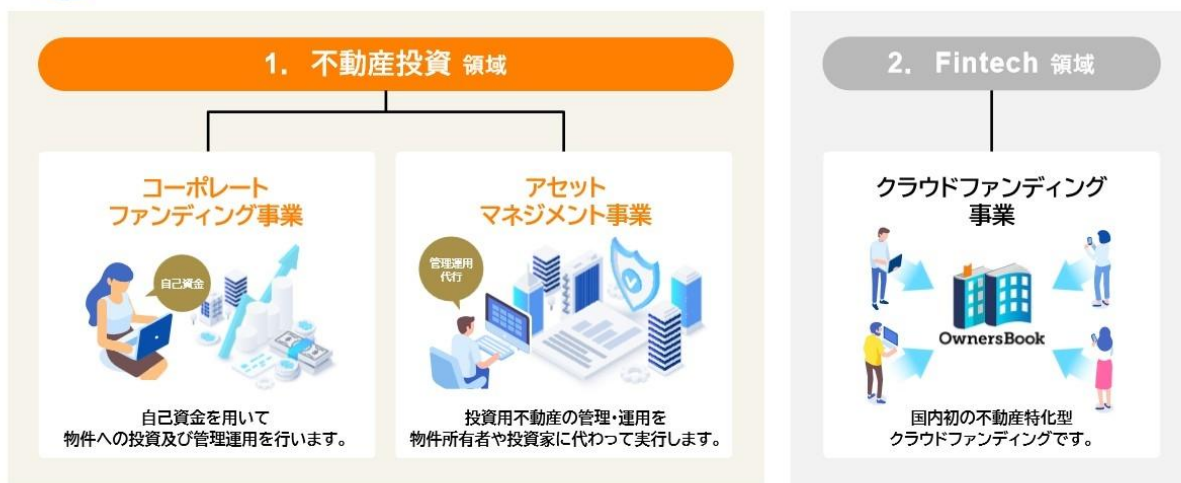 1. 不動産投資 領域
コーポレート
ファンディング事業
自己資金
自己資金を用いて
物件への投資及び管理運用を行います。
アセット
マネジメント事業
管理運用
代行
投資用不動産の管理・運用を
物件所有者や投資家に代わって実行します。
2. Fintech 領域
クラウドファンディング
事業
OwnersBook
国内初の不動産特化型
クラウドファンディングです。